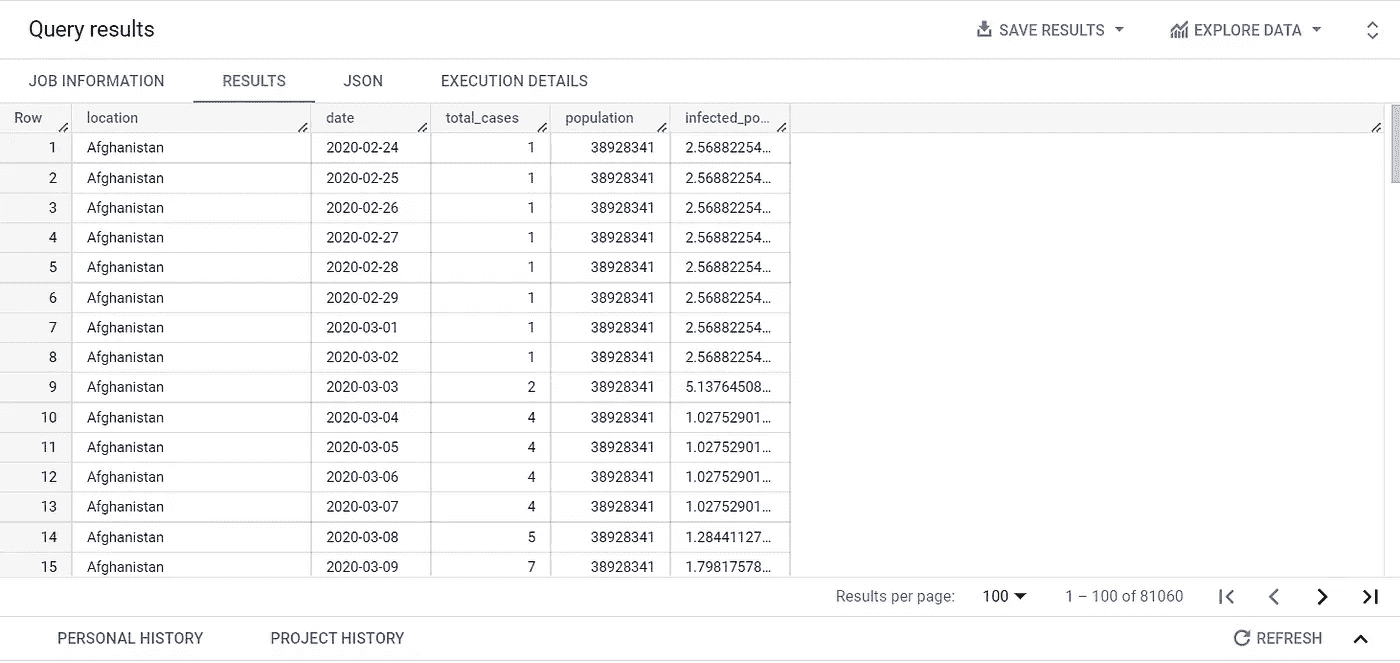 Query results SAVE RESULTS EXPLORE DATA
JOB INFORMATION RESULTS JSON EXECUTION DETAILS
Row location date total_cases population infected_po...
1 Afghanistan 2020-02-24 1 38928341 2.56882254...
2 Afghanistan 2020-02-25 1 38928341 2.56882254...
3 Afghanistan 2020-02-26 1 38928341 2.56882254...
4 Afghanistan 2020-02-27 1 38928341 2.56882254...
5 Afghanistan 2020-02-28 1 38928341 2.56882254...
6 Afghanistan 2020-02-29 1 38928341 2.56882254...
7 Afghanistan 2020-03-01 1 38928341 2.56882254...
8 Afghanistan 2020-03-02 1 38928341 2.56882254...
9 Afghanistan 2020-03-03 2 38928341 5.13764508...
10 Afghanistan 2020-03-04 4 38928341 1.02752901...
11 Afghanistan 2020-03-05 4 38928341 1.02752901...
12 Afghanistan 2020-03-06 4 38928341 1.02752901...
13 Afghanistan 2020-03-07 4 38928341 1.02752901...
14 Afghanistan 2020-03-08 5 38928341 1.28441127...
15 Afghanistan 2020-03-09 7 38928341 1.79817578...
Results per page: 100 1 – 100 of 81060
PERSONAL HISTORY PROJECT HISTORY REFRESH